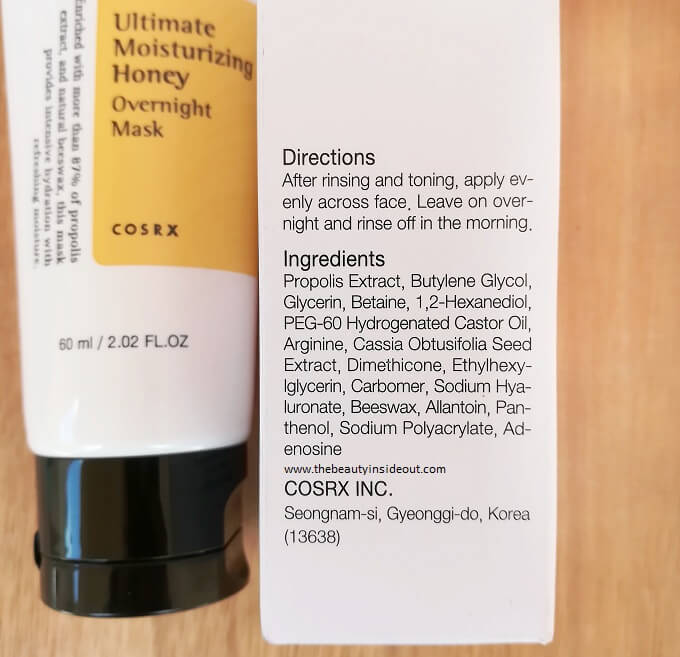 Ultimate
Moisturizing
Honey
Overnight
Mask
COSRX
Enriched with more than 87% of propolis
extract, and natural beeswax, this mask
provides intensive hydration with
refreshing moisture.
60 ml / 2.02 FL.OZ
Directions
After rinsing and toning, apply ev-
enly across face. Leave on over-
night and rinse off in the morning.
Ingredients
Propolis Extract, Butylene Glycol,
Glycerin, Betaine, 1,2-Hexanediol,
PEG-60 Hydrogenated Castor Oil,
Arginine, Cassia Obtusifolia Seed
Extract, Dimethicone, Ethylhexy-
lglycerin, Carbomer, Sodium Hya-
luronate, Beeswax, Allantoin, Pan-
thenol, Sodium Polyacrylate, Ad-
enosine
www.thebeautyinsideout.com
COSRX INC.
Seongnam-si, Gyeonggi-do, Korea
(13638)